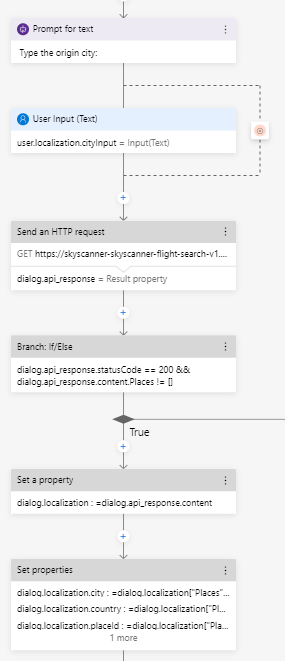 Prompt for text
Type the origin city:
User Input (Text)
user.localization.cityInput = Input(Text)
Send an HTTP request
GET https://skyscanner-skyscanner-flight-search-v1....
dialog.api_response = Result property
Branch: If/Else
dialog.api_response.statusCode == 200 &&
dialog.api_response.content.Places != []
True
Set a property
dialog.localization : =dialog.api_response.content
Set properties
dialog.localization.city : =dialog.localization["Places"...
dialog.localization.country : =dialog.localization["Pl...
dialog.localization.placeId : =dialog.localization["Pla...
1 more